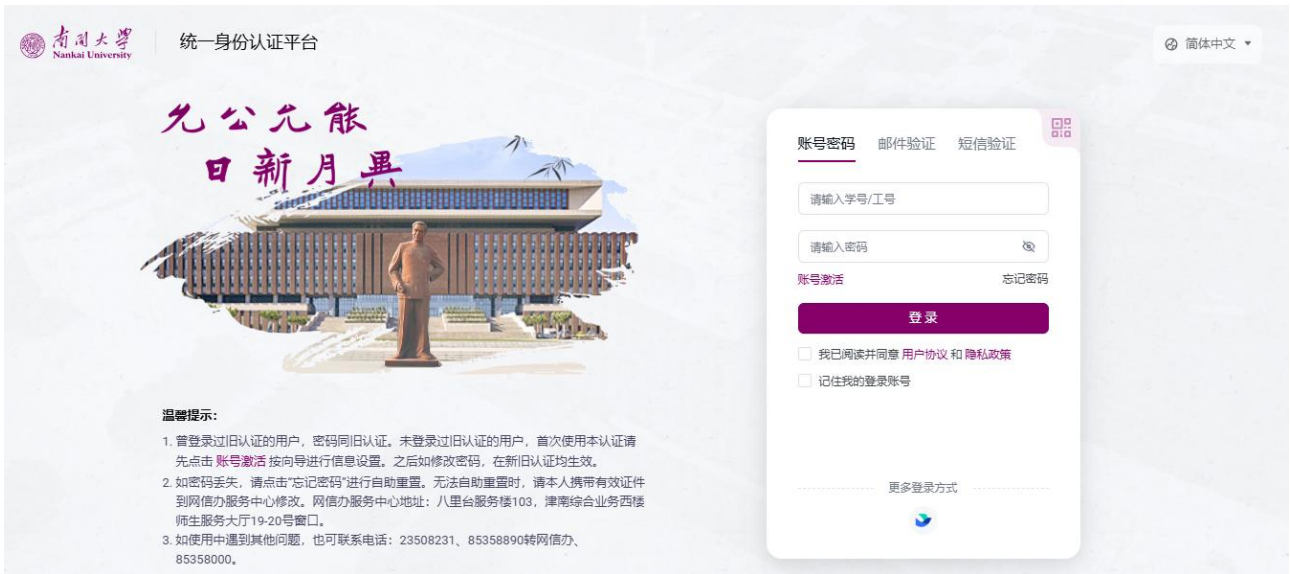 南开大学
Nankai University
统一身份认证平台
简体中文
允公允能
日新月異
账号密码 邮件验证 短信验证
请输入学号/工号
请输入密码
账号激活 忘记密码
登录
我已阅读并同意 用户协议 和 隐私政策
记住我的登录账号
更多登录方式
温馨提示：
1. 曾登录过旧认证的用户，密码同旧认证。未登录过旧认证的用户，首次使用本认证请
先点击 账号激活 按向导进行信息设置。之后如修改密码，在新旧认证均生效。
2. 如密码丢失，请点击“忘记密码”进行自助重置。无法自助重置时，请本人携带有效证件
到网信办服务中心修改。网信办服务中心地址：八里台服务楼103，津南综合业务西楼
师生服务大厅19-20号窗口。
3. 如使用中遇到其他问题，也可联系电话：23508231、85358890转网信办、
85358000。